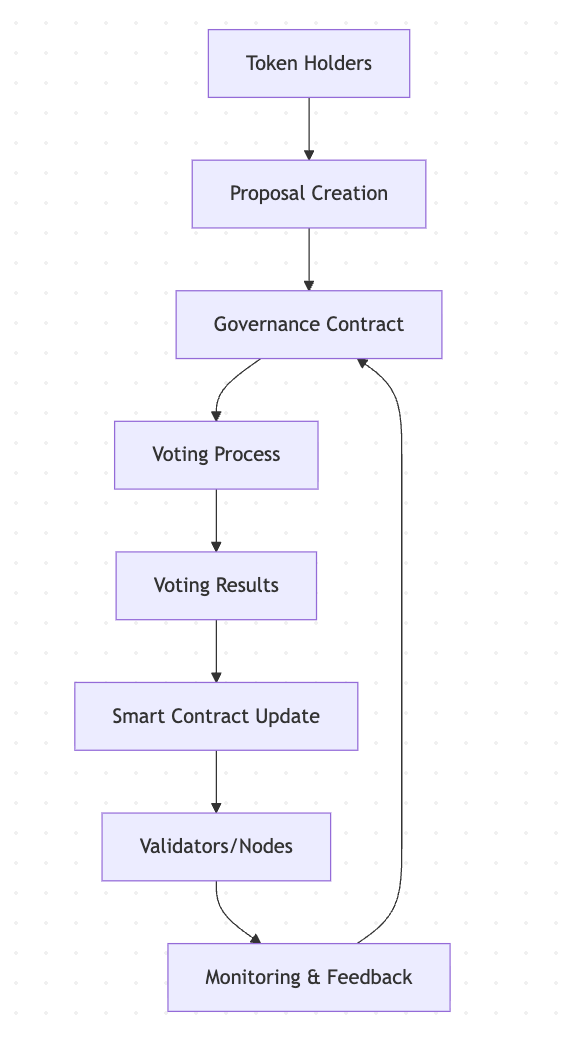 Token Holders
Proposal Creation
Governance Contract
Voting Process
Voting Results
Smart Contract Update
Validators/Nodes
Monitoring & Feedback